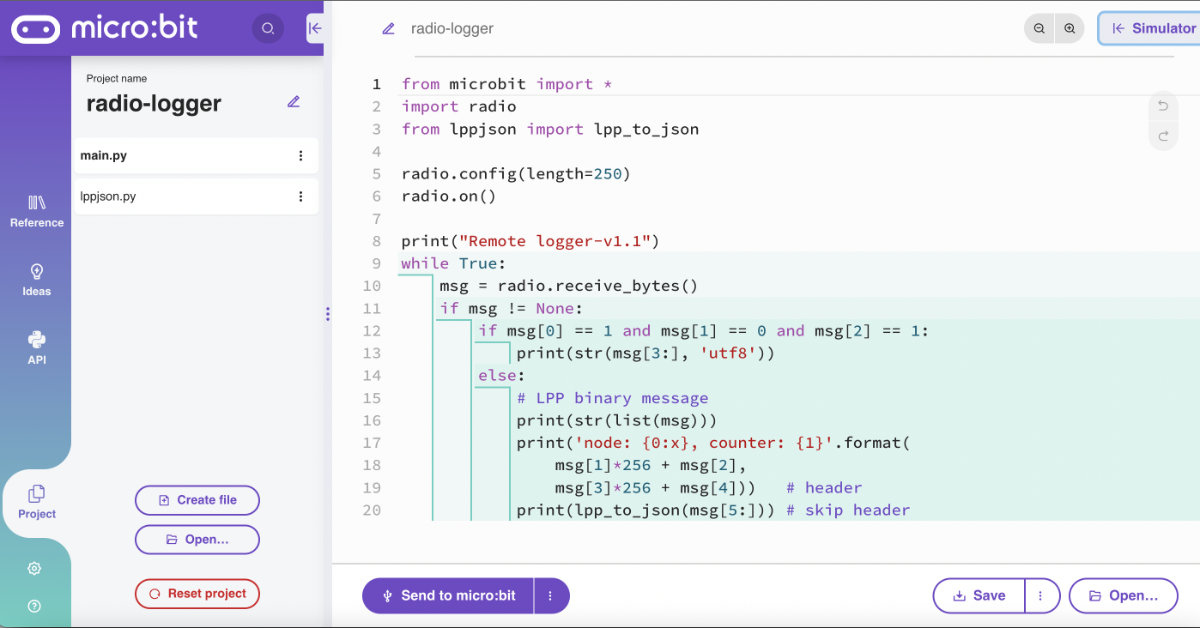 micro:bit
Project name
radio-logger
main.py
lppjson.py
Reference
Ideas
API
Project
Create file
Open...
Reset project
radio-logger
Simulator
1 from microbit import *
2 import radio
3 from lppjson import lpp_to_json
4
5 radio.config(length=250)
6 radio.on()
7
8 print("Remote logger-v1.1")
9 while True:
10 msg = radio.receive_bytes()
11 if msg != None:
12 if msg[0] == 1 and msg[1] == 0 and msg[2] == 1:
13 print(str(msg[3:], 'utf8'))
14 else:
15 # LPP binary message
16 print(str(list(msg)))
17 print('node: {0:x}, counter: {1}'.format(
18 msg[1]*256 + msg[2],
19 msg[3]*256 + msg[4])) # header
20 print(lpp_to_json(msg[5:])) # skip header
Send to micro:bit
Save
Open...